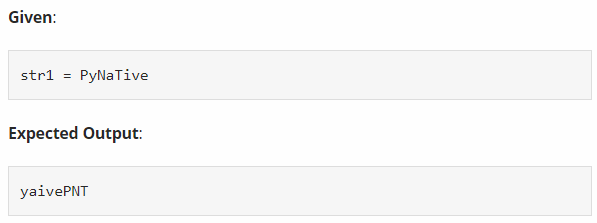 Given:
str1 = PyNaTive
Expected Output:
yaivePNT